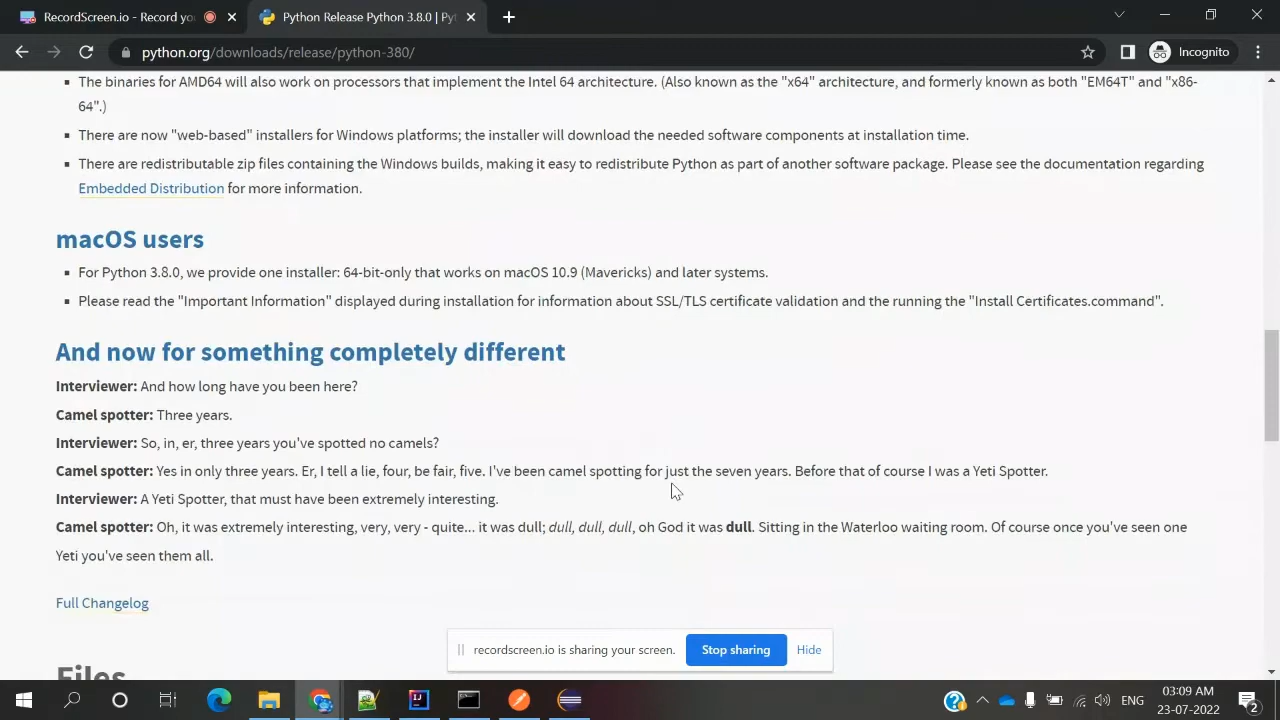 RecordScreen.io - Record yo
Python Release Python 3.8.0 | Pyt
python.org/downloads/release/python-380/
Incognito
The binaries for AMD64 will also work on processors that implement the Intel 64 architecture. (Also known as the "x64" architecture, and formerly known as both "EM64T" and "x86-
64".)
There are now "web-based" installers for Windows platforms; the installer will download the needed software components at installation time.
There are redistributable zip files containing the Windows builds, making it easy to redistribute Python as part of another software package. Please see the documentation regarding
Embedded Distribution for more information.
macOS users
For Python 3.8.0, we provide one installer: 64-bit-only that works on macOS 10.9 (Mavericks) and later systems.
Please read the "Important Information" displayed during installation for information about SSL/TLS certificate validation and the running the "Install Certificates.command".
And now for something completely different
Interviewer: And how long have you been here?
Camel spotter: Three years.
Interviewer: So, in, er, three years you've spotted no camels?
Camel spotter: Yes in only three years. Er, I tell a lie, four, be fair, five. I've been camel spotting for just the seven years. Before that of course I was a Yeti Spotter.
Interviewer: A Yeti Spotter, that must have been extremely interesting.
Camel spotter: Oh, it was extremely interesting, very, very - quite... it was dull; dull, dull, dull, oh God it was dull. Sitting in the Waterloo waiting room. Of course once you've seen one
Yeti you've seen them all.
Full Changelog
Files
recordscreen.io is sharing your screen.
Stop sharing
Hide
ENG
03:09 AM
23-07-2022
2